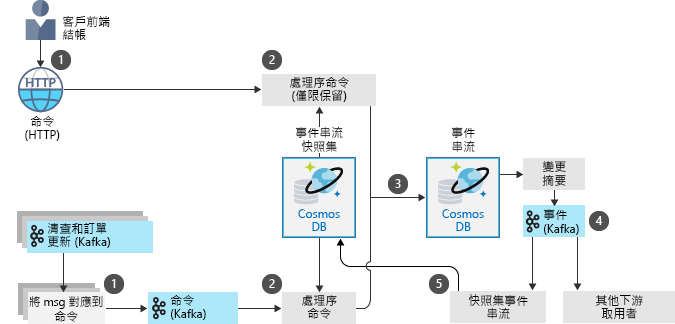 客戶前端
結帳
1
HTTP
命令
(HTTP)
2
處理序命令
(僅限保留)
事件串流
快照集
Cosmos
DB
3
事件
串流
Cosmos
DB
變更
摘要
事件
(Kafka)
4
清查和訂單
更新 (Kafka)
將 msg 對應到
命令
1
命令
(Kafka)
2
處理序
命令
5
快照集事件
串流
其他下游
取用者